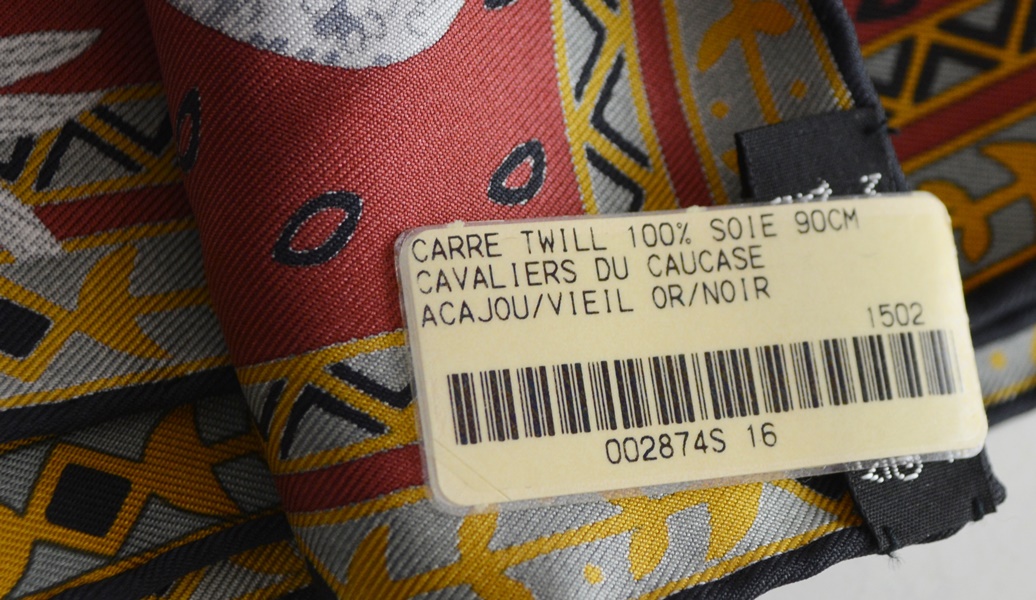 CARRE TWILL 100% SOIE 90CM
CAVALIERS DU CAUCASE
ACAJOU/VIEIL OR/NOIR
1502
002874S 16